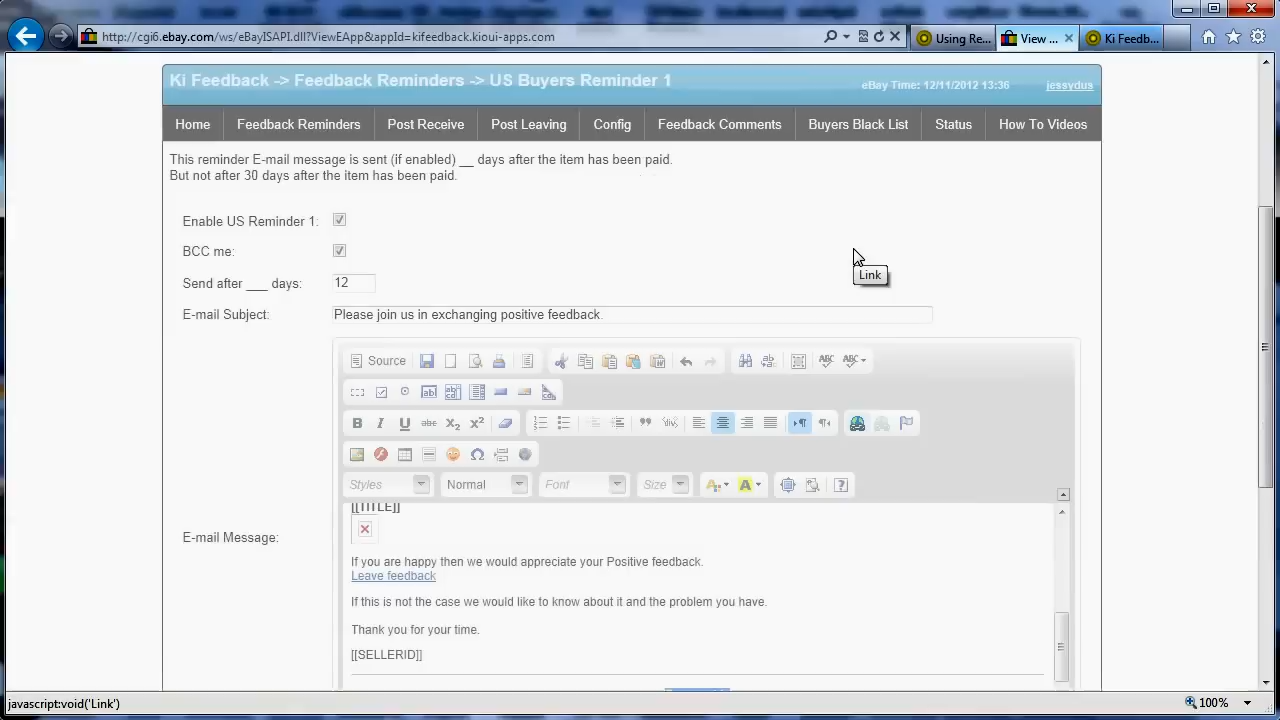 http://cgi6.ebay.com/ws/eBayISAPI.dll?ViewEApp&appId=kifeedback.kioui-apps.com
Using Re...
View ...
Ki Feedb...
Ki Feedback -> Feedback Reminders -> US Buyers Reminder 1
eBay Time: 12/11/2012 13:36
jessydus
Home
Feedback Reminders
Post Receive
Post Leaving
Config
Feedback Comments
Buyers Black List
Status
How To Videos
This reminder E-mail message is sent (if enabled) __ days after the item has been paid.
But not after 30 days after the item has been paid.
Enable US Reminder 1:
BCC me:
Link
Send after ___ days:
12
E-mail Subject:
Please join us in exchanging positive feedback.
Source
Styles
Normal
Font
Size
[[TITLE]]
E-mail Message:
If you are happy then we would appreciate your Positive feedback.
Leave feedback
If this is not the case we would like to know about it and the problem you have.
Thank you for your time.
[[SELLERID]]
javascript:void('Link')
100%